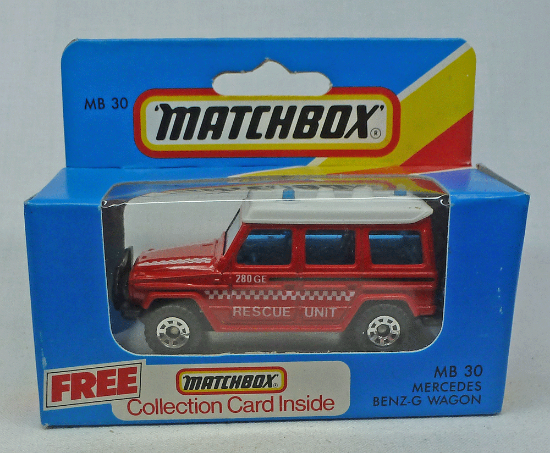 MB 30
"MATCHBOX"®
280 GE
RESCUE UNIT
FREE
"MATCHBOX"®
Collection Card Inside
MB 30
MERCEDES
BENZ-G WAGON